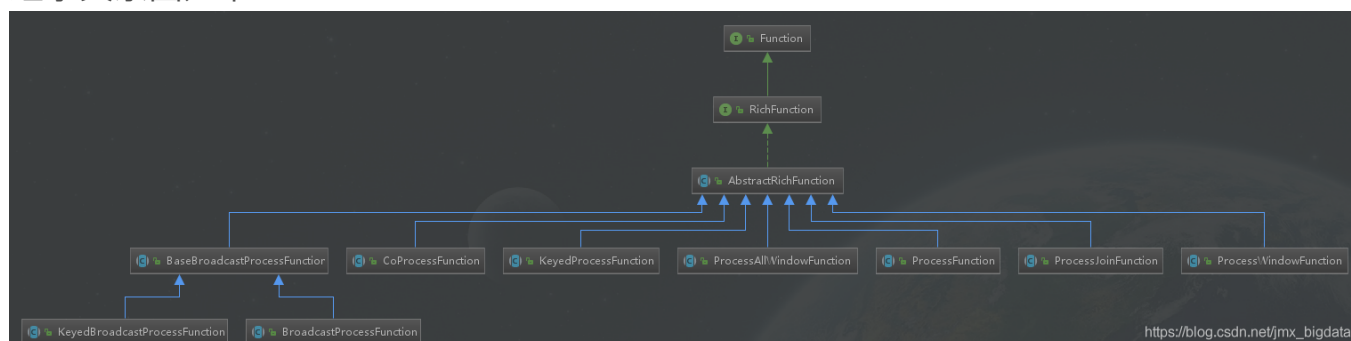 Function
RichFunction
AbstractRichFunction
BaseBroadcastProcessFunction
CoProcessFunction
KeyedProcessFunction
ProcessAllWindowFunction
ProcessFunction
ProcessJoinFunction
ProcessWindowFunction
KeyedBroadcastProcessFunction
BroadcastProcessFunction
https://blog.csdn.net/jmx_bigdata